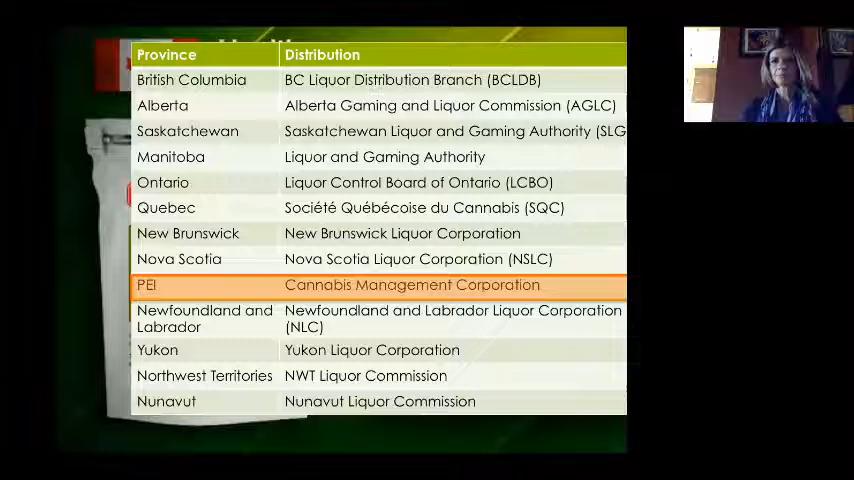 Province Distribution
British Columbia BC Liquor Distribution Branch (BCLDB)
Alberta Alberta Gaming and Liquor Commission (AGLC)
Saskatchewan Saskatchewan Liquor and Gaming Authority (SLG
Manitoba Liquor and Gaming Authority
Ontario Liquor Control Board of Ontario (LCBO)
Quebec Société Québécoise du Cannabis (SQC)
New Brunswick New Brunswick Liquor Corporation
Nova Scotia Nova Scotia Liquor Corporation (NSLC)
PEI Cannabis Management Corporation
Newfoundland and Newfoundland and Labrador Liquor Corporation
Labrador (NLC)
Yukon Yukon Liquor Corporation
Northwest Territories NWT Liquor Commission
Nunavut Nunavut Liquor Commission